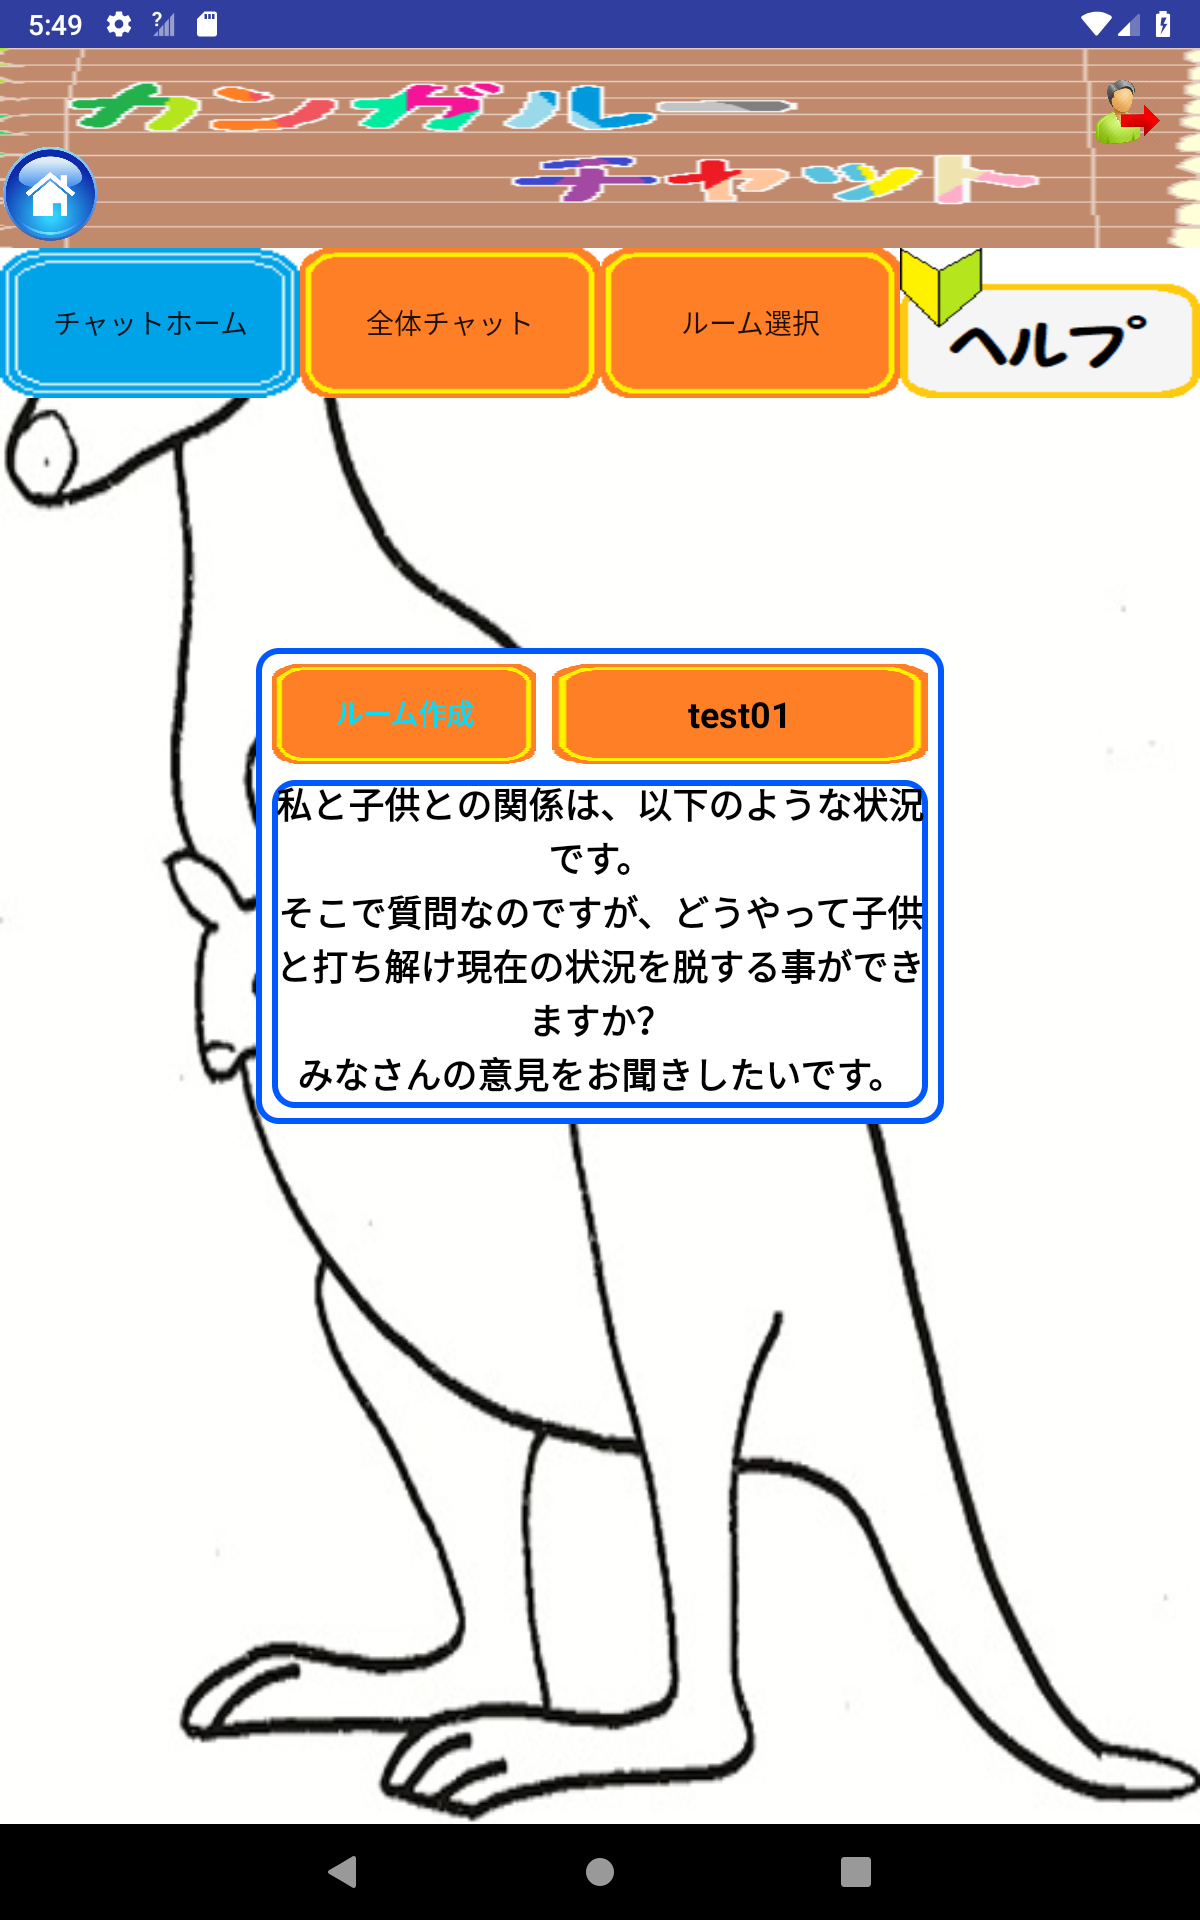 5:49
カンガルー
チャット
チャットホーム
全体チャット
ルーム選択
ヘルプ
ルーム作成
test01
私と子供との関係は、以下のような状況
です。
そこで質問なのですが、どうやって子供
と打ち解け現在の状況を脱する事ができ
ますか?
みなさんの意見をお聞きしたいです。